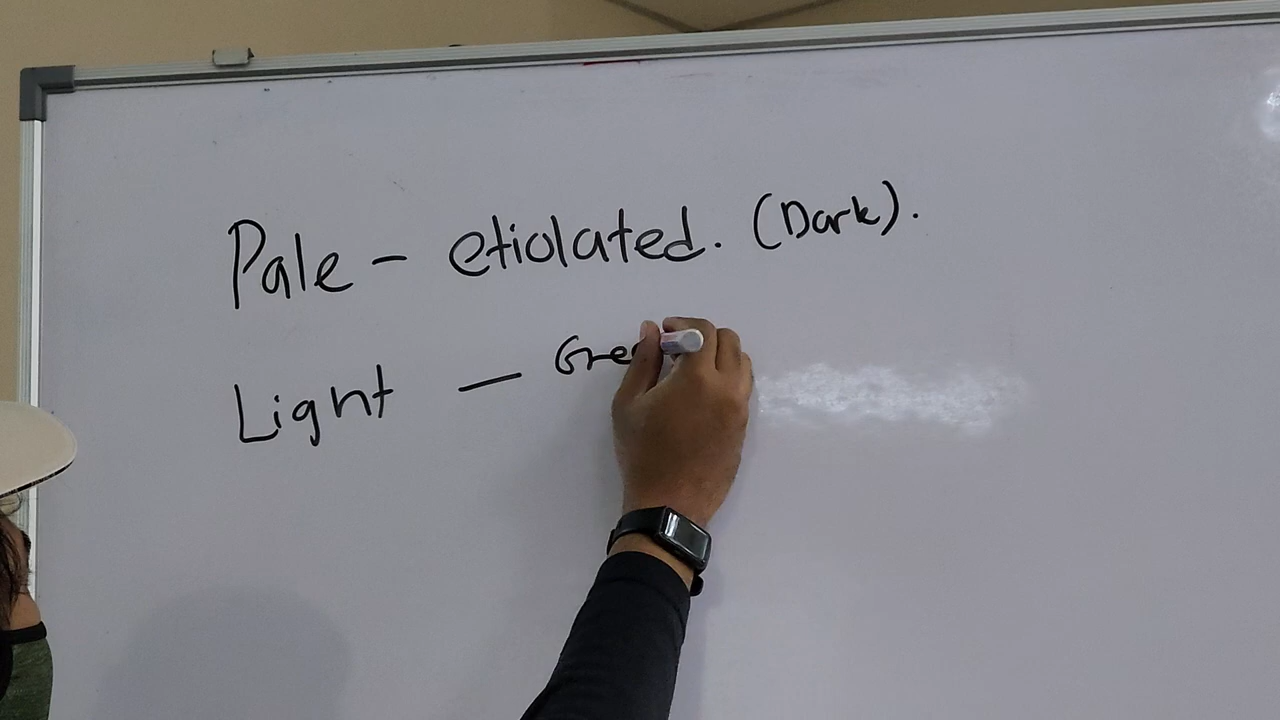 Pale - etiolated. (Dark).
Light — Gre